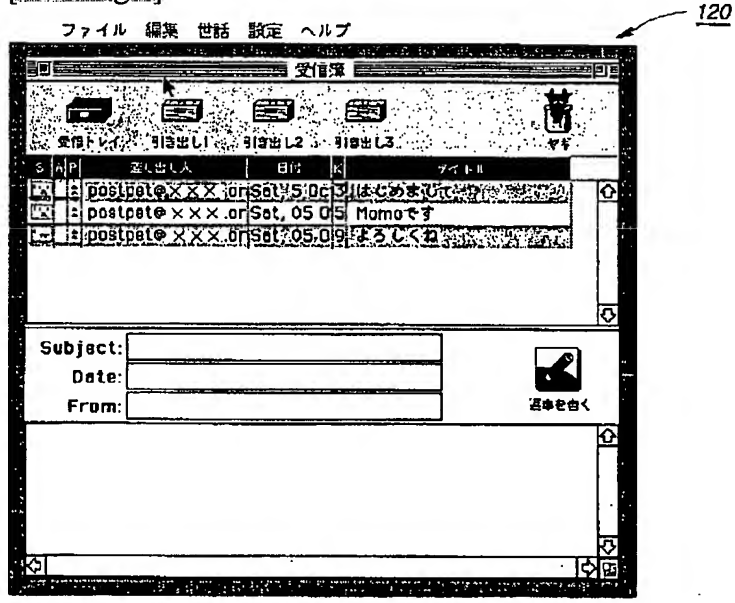 120
ファイル 編集 世話 設定 ヘルプ
受信簿
受信トレイ 引き出し1 引き出し2 引き出し3 ヤギ
S A P 差し出し人 日付 K タイトル
postpet@×××.or Sat, 5 Oc 3 はじめまして
postpet@×××.or Sat, 05 O 5 Momoです
postpet@×××.or Sat, 05 O 9 よろしくね
Subject:
Date:
From:
返事を書く